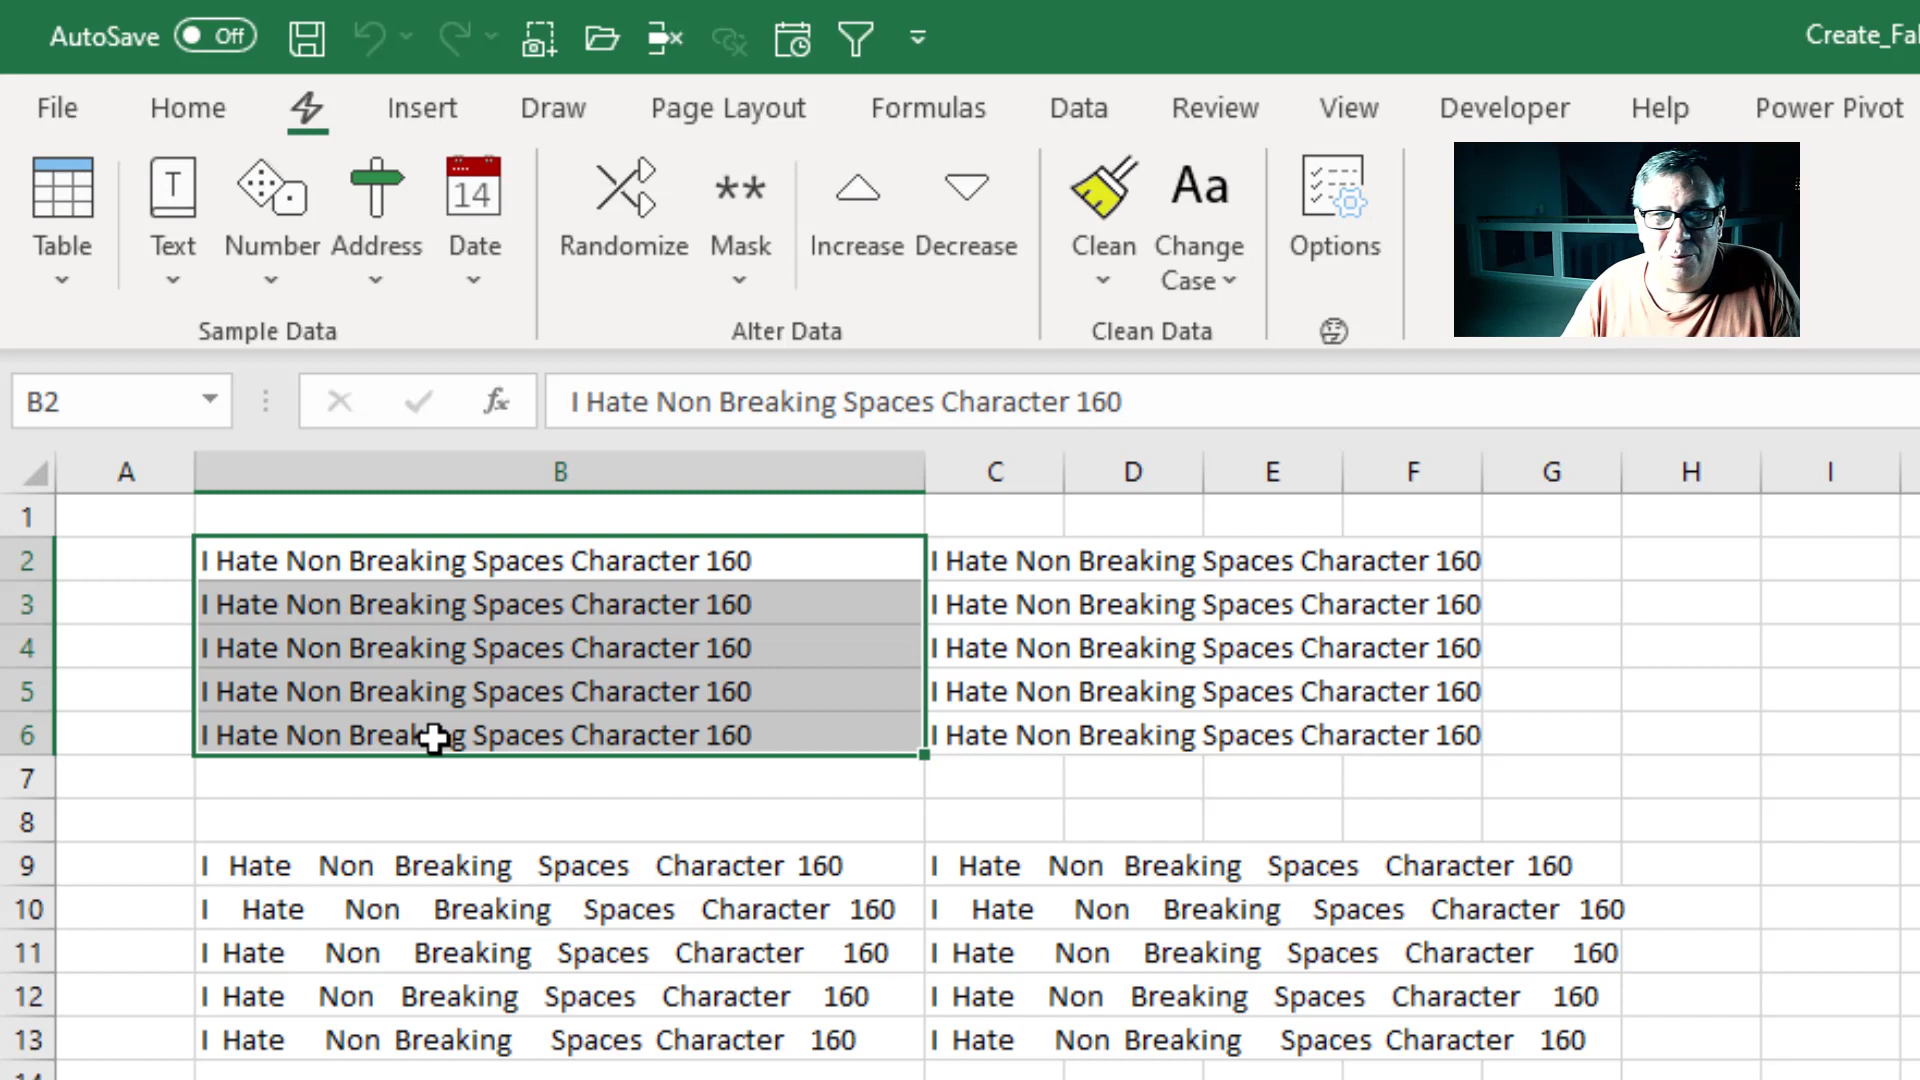 AutoSave Off Create_Fa
File Home Insert Draw Page Layout Formulas Data Review View Developer Help Power Pivot
T 14 ** Aa
Table Text Number Address Date Randomize Mask Increase Decrease Clean Change Case Options
Sample Data Alter Data Clean Data
B2 fx I Hate Non Breaking Spaces Character 160
A B C D E F G H I
1
2 I Hate Non Breaking Spaces Character 160 I Hate Non Breaking Spaces Character 160
3 I Hate Non Breaking Spaces Character 160 I Hate Non Breaking Spaces Character 160
4 I Hate Non Breaking Spaces Character 160 I Hate Non Breaking Spaces Character 160
5 I Hate Non Breaking Spaces Character 160 I Hate Non Breaking Spaces Character 160
6 I Hate Non Breaking Spaces Character 160 I Hate Non Breaking Spaces Character 160
7
8
9 I  Hate  Non  Breaking  Spaces  Character 160 I  Hate  Non  Breaking  Spaces  Character 160
10 I   Hate   Non   Breaking   Spaces  Character  160 I   Hate   Non   Breaking   Spaces  Character  160
11 I Hate   Non   Breaking  Spaces  Character   160 I Hate   Non   Breaking  Spaces  Character   160
12 I Hate   Non  Breaking  Spaces  Character   160 I Hate   Non  Breaking  Spaces  Character   160
13 I Hate   Non Breaking   Spaces Character  160 I Hate   Non Breaking   Spaces Character  160